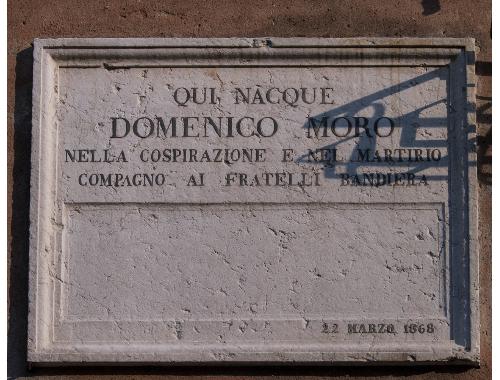 QUI NACQUE
DOMENICO MORO
NELLA COSPIRAZIONE E NEL MARTIRIO
COMPAGNO AI FRATELLI BANDIERA
22 MARZO 1868